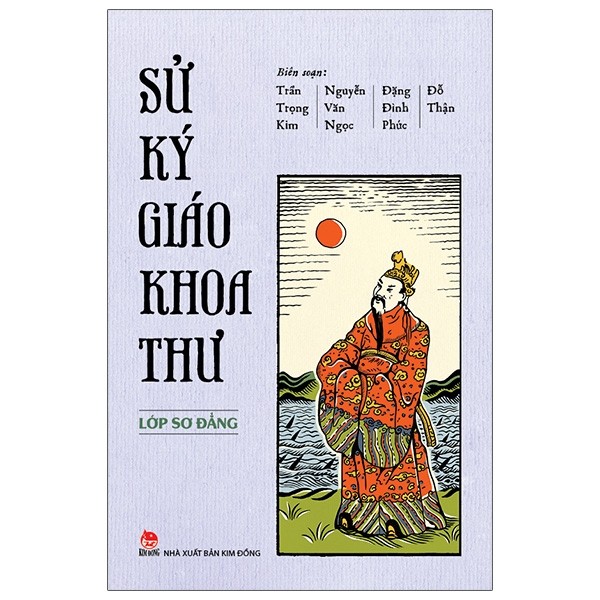 SỬ
KÝ
GIÁO
KHOA
THƯ
LỚP SƠ ĐẲNG
Biên soạn:
Trần
Trọng
Kim
Nguyễn
Văn
Ngọc
Đặng
Đình
Phúc
Đỗ
Thận
KIM ĐỒNG
NHÀ XUẤT BẢN KIM ĐỒNG